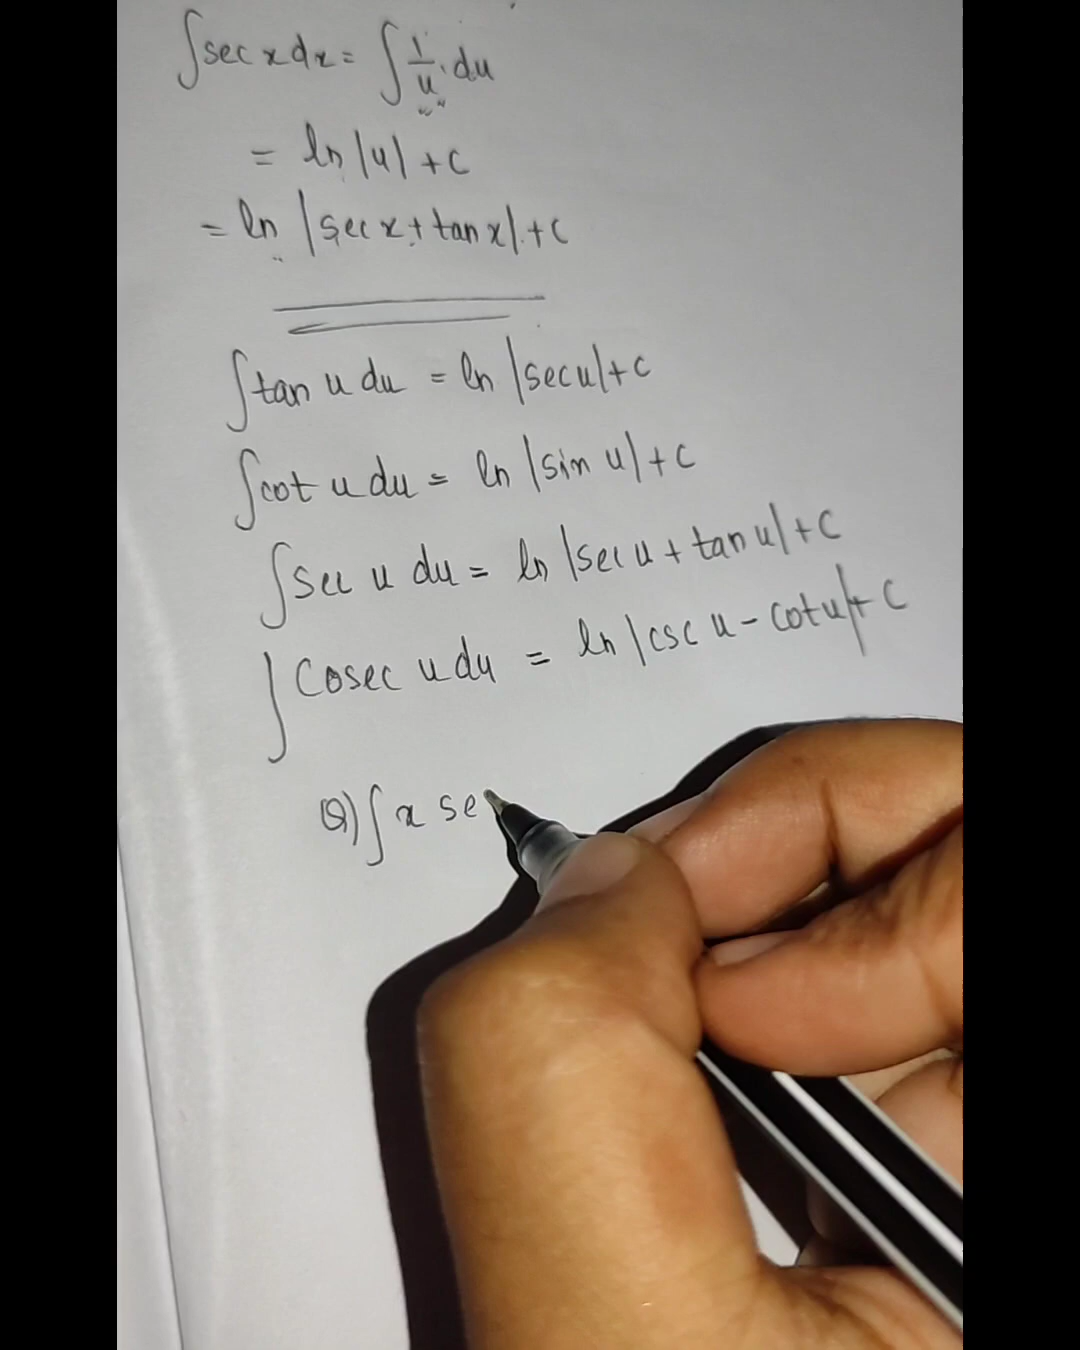 ∫sec x dx = ∫ 1/u . du
= ln |u| + c
= ln |sec x + tan x| + c
∫tan u du = ln |sec u| + c
∫cot u du = ln |sin u| + c
∫sec u du = ln |sec u + tan u| + c
∫cosec u du = ln |csc u - cot u| + c
Q) ∫ x se